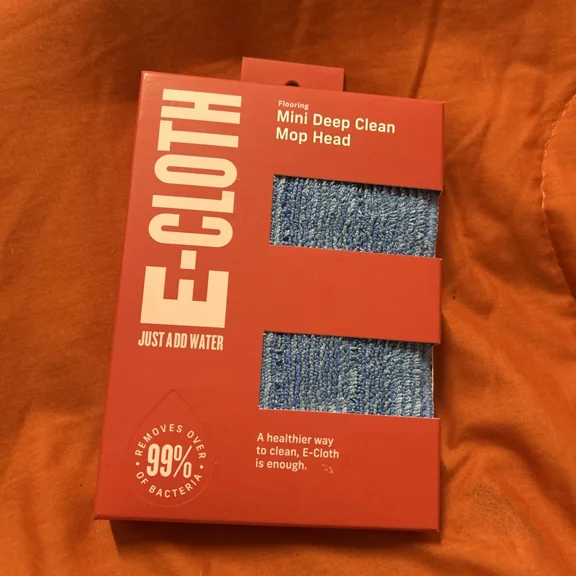 E-CLOTH
JUST ADD WATER
Flooring
Mini Deep Clean
Mop Head
REMOVES OVER
99%
OF BACTERIA
A healthier way
to clean, E-Cloth
is enough.